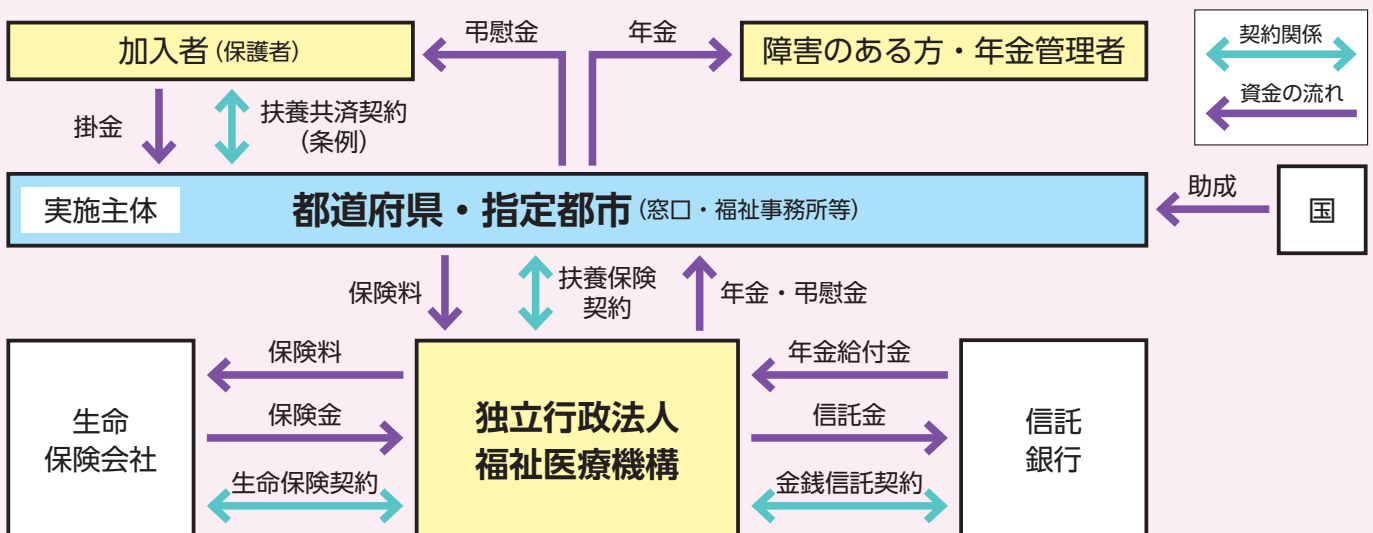 加入者(保護者)
弔慰金
年金
障害のある方・年金管理者
契約関係
資金の流れ
掛金
扶養共済契約
(条例)
実施主体
都道府県・指定都市(窓口・福祉事務所等)
助成
国
保険料
扶養保険
契約
年金・弔慰金
生命
保険会社
保険料
保険金
生命保険契約
独立行政法人
福祉医療機構
年金給付金
信託金
金銭信託契約
信託
銀行